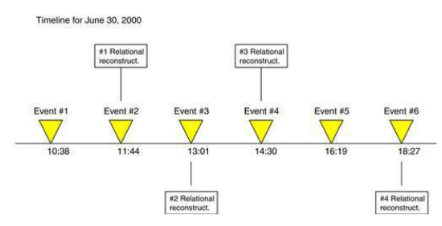 Timeline for June 30, 2000
#1 Relational
reconstruct.
#3 Relational
reconstruct.
Event #1 Event #2 Event #3 Event #4 Event #5 Event #6
10:38 11:44 13:01 14:30 16:19 18:27
#2 Relational
reconstruct.
#4 Relational
reconstruct.